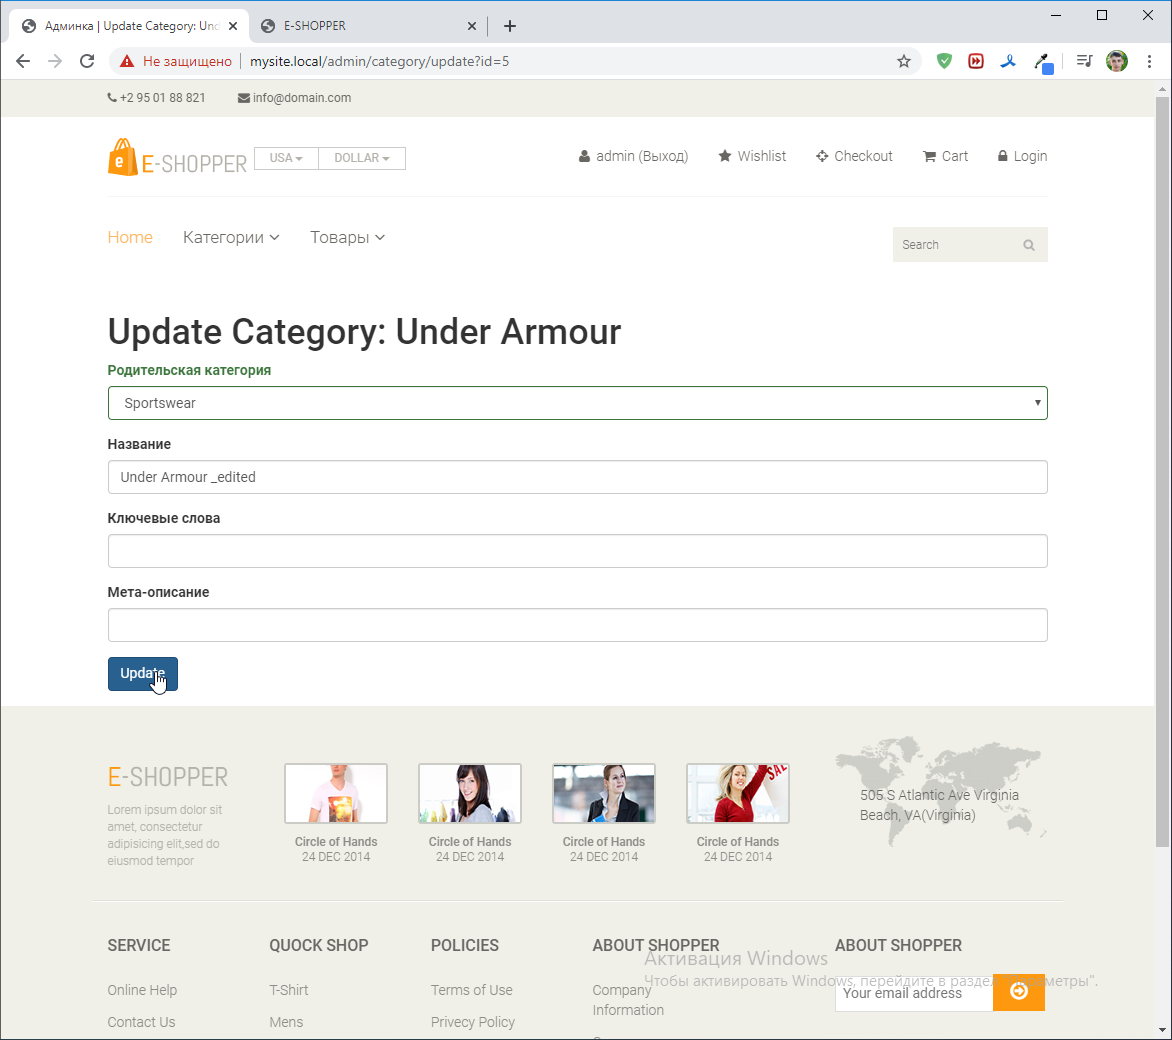 Админка | Update Category: Und
E-SHOPPER
Не защищено
mysite.local/admin/category/update?id=5
+2 95 01 88 821
info@domain.com
E-SHOPPER
USA
DOLLAR
admin (Выход)
Wishlist
Checkout
Cart
Login
Home
Категории
Товары
Search
Update Category: Under Armour
Родительская категория
Sportswear
Название
Under Armour _edited
Ключевые слова
Мета-описание
Update
E-SHOPPER
Lorem ipsum dolor sit
amet, consectetur
adipisicing elit,sed do
eiusmod tempor
Circle of Hands
24 DEC 2014
Circle of Hands
24 DEC 2014
Circle of Hands
24 DEC 2014
SALE
Circle of Hands
24 DEC 2014
505 S Atlantic Ave Virginia
Beach, VA(Virginia)
SERVICE
Online Help
Contact Us
QUOCK SHOP
T-Shirt
Mens
POLICIES
Terms of Use
Privecy Policy
ABOUT SHOPPER
Company
Information
ABOUT SHOPPER
Your email address
Активация Windows
Чтобы активировать Windows, перейдите в раздел "Параметры".